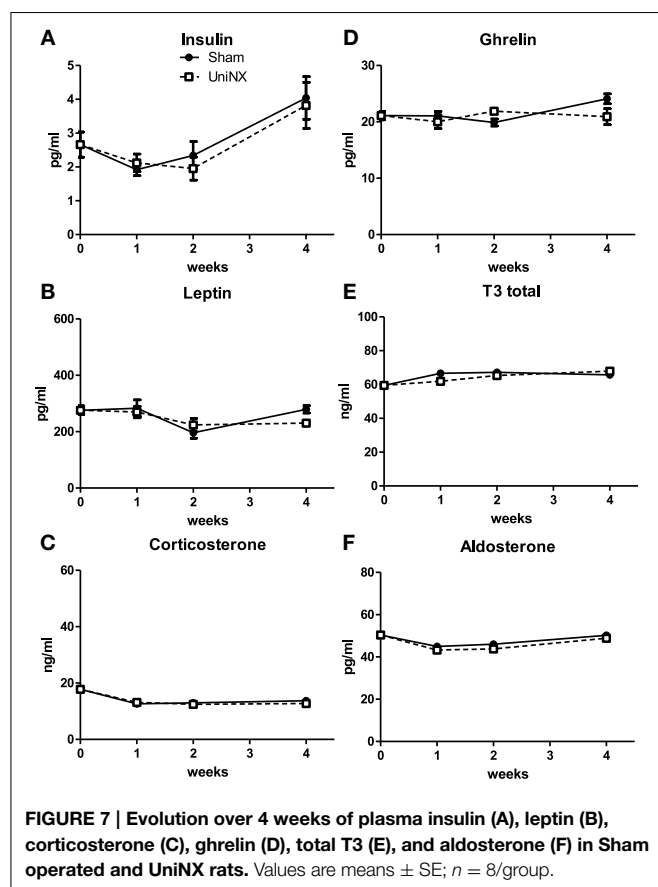 A
Insulin
Sham
UniNX
5
4
3
2
1
0
pg/ml
0 1 2 3 4
weeks
D
Ghrelin
30
20
10
0
pg/ml
0 1 2 3 4
weeks
B
Leptin
600
400
200
0
pg/ml
0 1 2 3 4
weeks
E
T3 total
100
80
60
40
20
0
ng/ml
0 1 2 3 4
weeks
C
Corticosterone
60
40
20
0
ng/ml
0 1 2 3 4
weeks
F
Aldosterone
80
60
40
20
0
pg/ml
0 1 2 3 4
weeks
FIGURE 7 | Evolution over 4 weeks of plasma insulin (A), leptin (B),
corticosterone (C), ghrelin (D), total T3 (E), and aldosterone (F) in Sham
operated and UniNX rats. Values are means ± SE; n = 8/group.